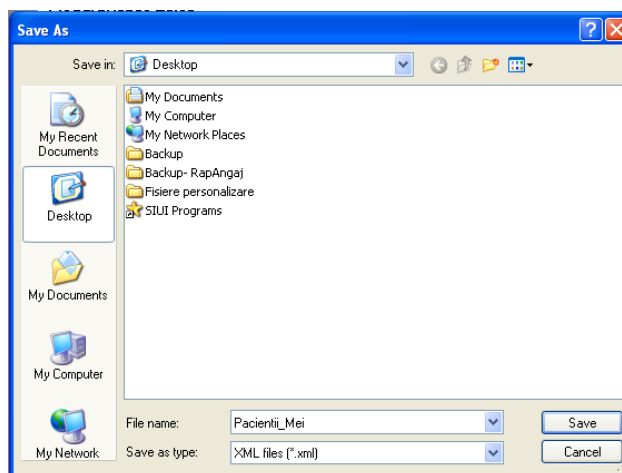 Save As
Save in:
Desktop
My Recent
Documents
Desktop
My Documents
My Computer
My Network
My Documents
My Computer
My Network Places
Backup
Backup- RapAngaj
Fisiere personalizare
SIUI Programs
File name:
Pacientii_Mei
Save
Save as type:
XML files (*.xml)
Cancel